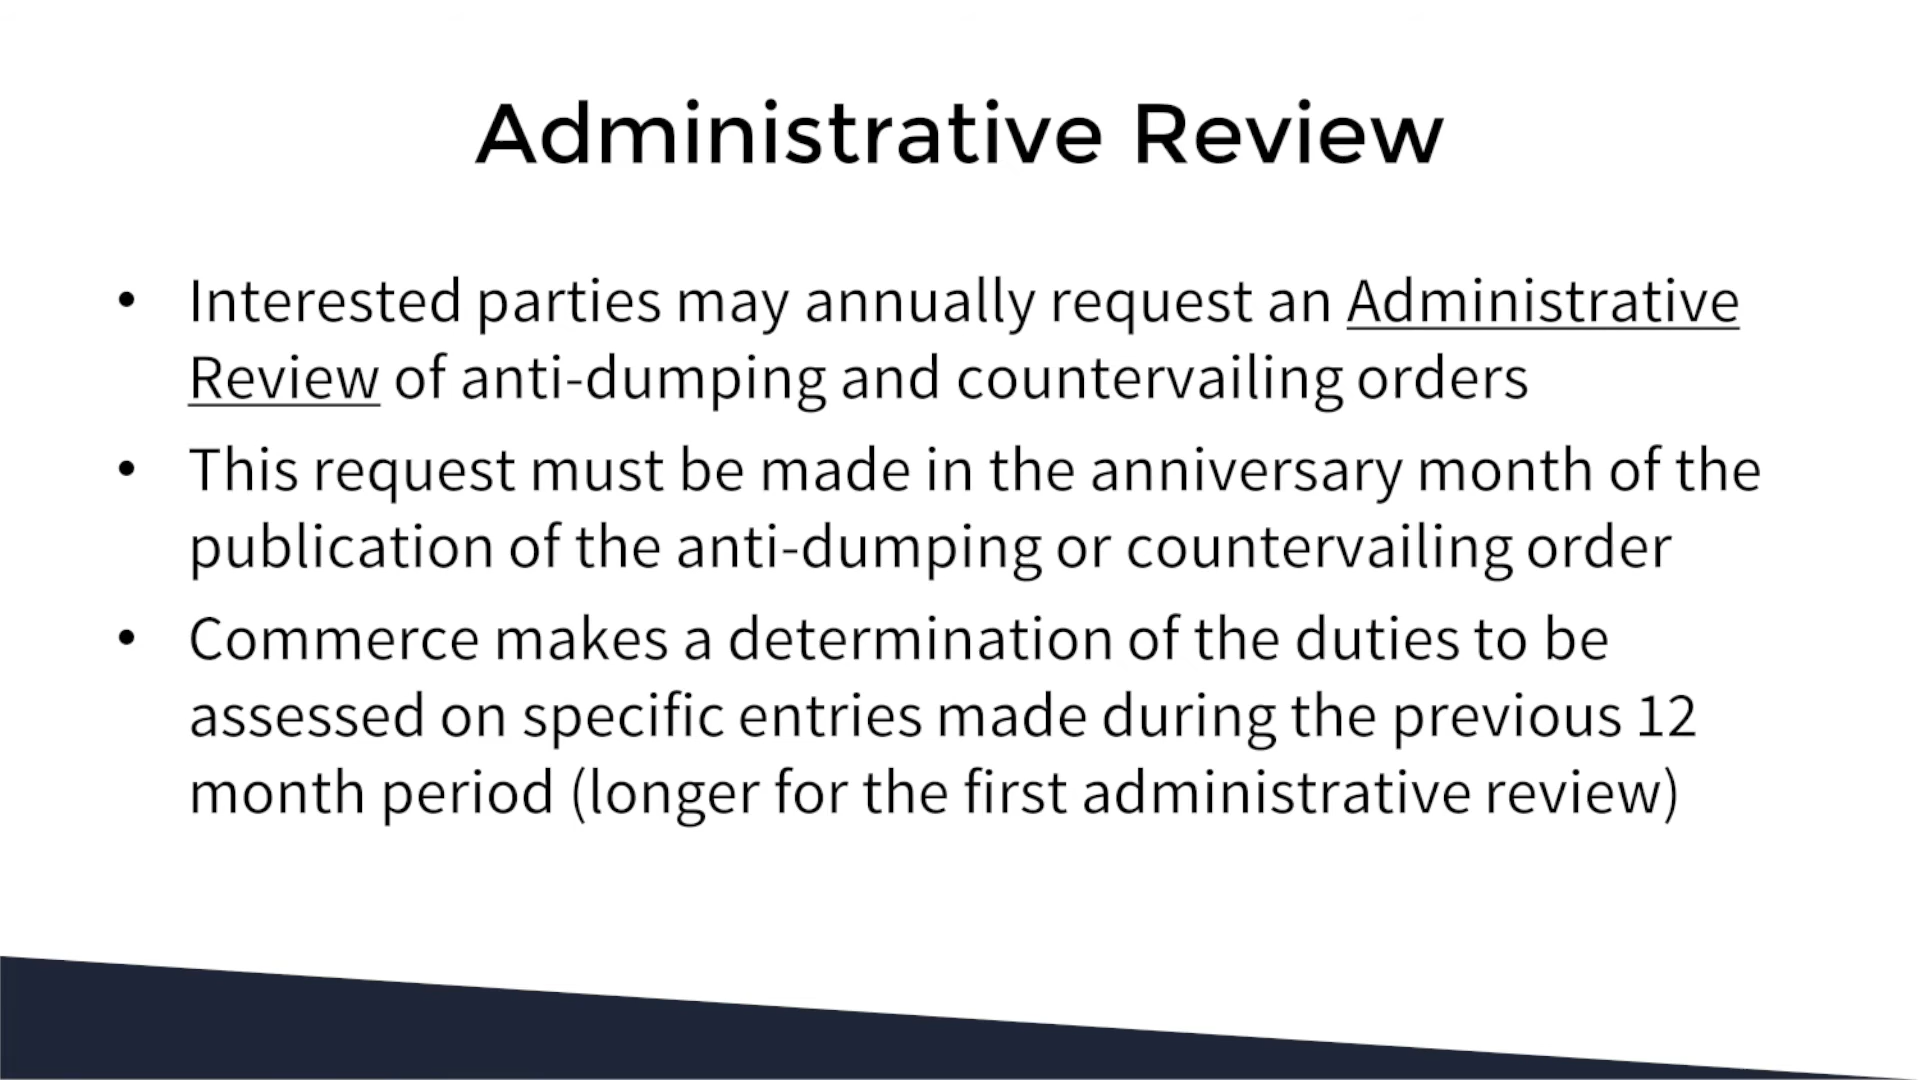 Administrative Review
• Interested parties may annually request an Administrative
Review of anti-dumping and countervailing orders
• This request must be made in the anniversary month of the
publication of the anti-dumping or countervailing order
• Commerce makes a determination of the duties to be
assessed on specific entries made during the previous 12
month period (longer for the first administrative review)